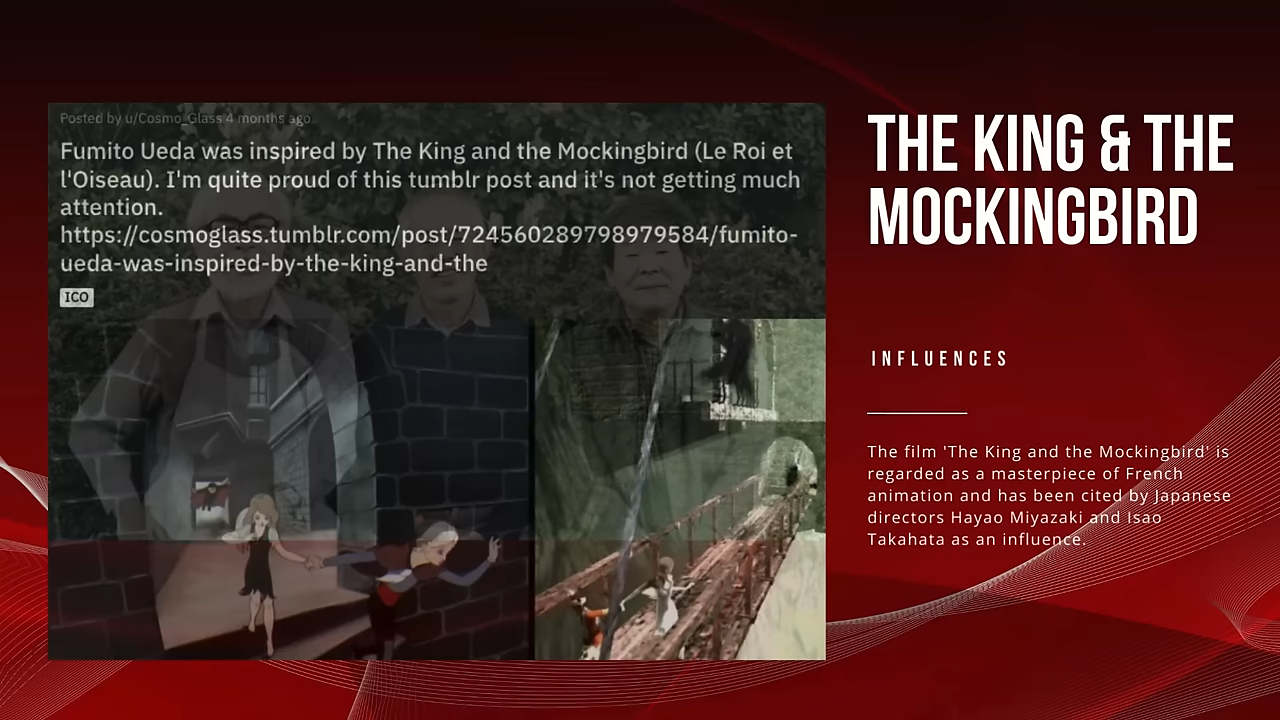 Posted by u/Cosmo_Glass 4 months ago
Fumito Ueda was inspired by The King and the Mockingbird (Le Roi et
l'Oiseau). I'm quite proud of this tumblr post and it's not getting much
attention.
https://cosmoglass.tumblr.com/post/724560289798979584/fumito-
ueda-was-inspired-by-the-king-and-the
ICO
THE KING & THE
MOCKINGBIRD
INFLUENCES
The film 'The King and the Mockingbird' is
regarded as a masterpiece of French
animation and has been cited by Japanese
directors Hayao Miyazaki and Isao
Takahata as an influence.